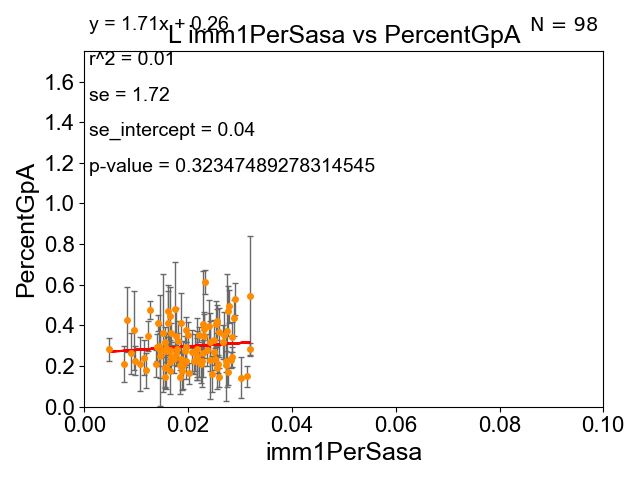 y = 1.71x + 0.26
L imm1PerSasa vs PercentGpA
N = 98
r^2 = 0.01
se = 1.72
se_intercept = 0.04
p-value = 0.32347489278314545
PercentGpA
1.6
1.4
1.2
1.0
0.8
0.6
0.4
0.2
0.0
0.00 0.02 0.04 0.06 0.08 0.10
imm1PerSasa